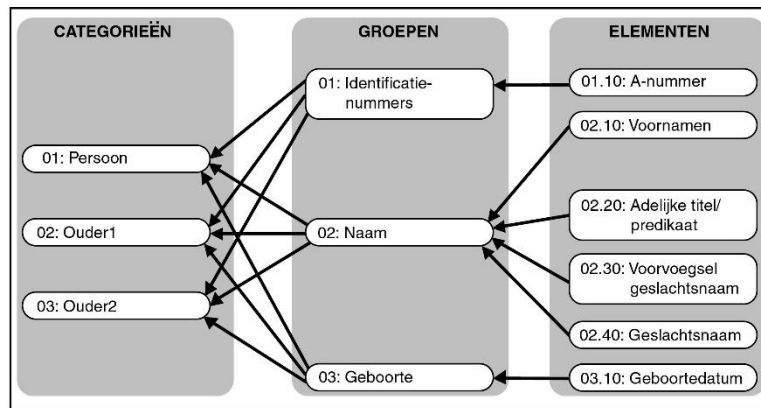 CATEGORIEËN
GROEPEN
ELEMENTEN
01: Persoon
02: Ouder1
03: Ouder2
01: Identificatie-
nummers
02: Naam
03: Geboorte
01.10: A-nummer
02.10: Voornamen
02.20: Adelijke titel/
predikaat
02.30: Voorvoegsel
geslachtsnaam
02.40: Geslachtsnaam
03.10: Geboortedatum